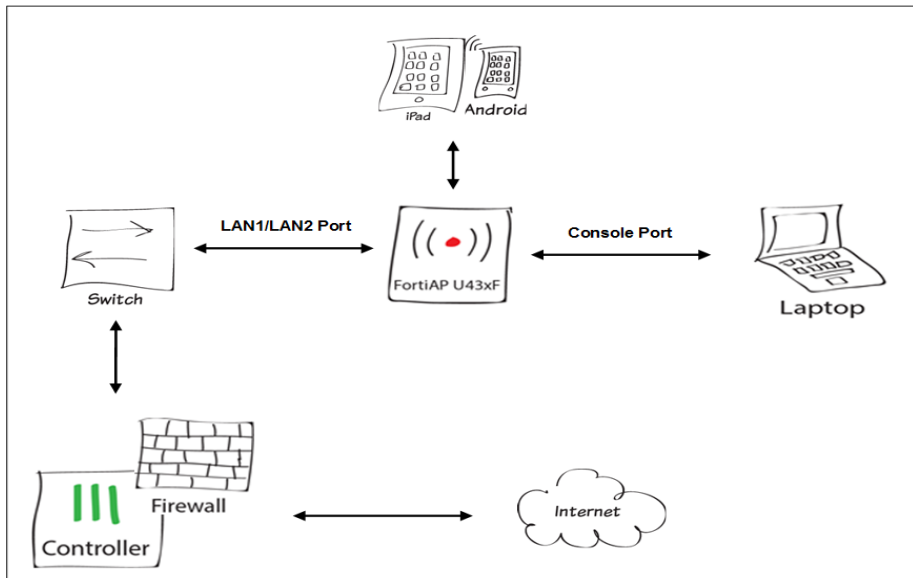 iPad
Android
LAN1/LAN2 Port
Console Port
FortiAP U43xF
Switch
Laptop
Firewall
Controller
Internet